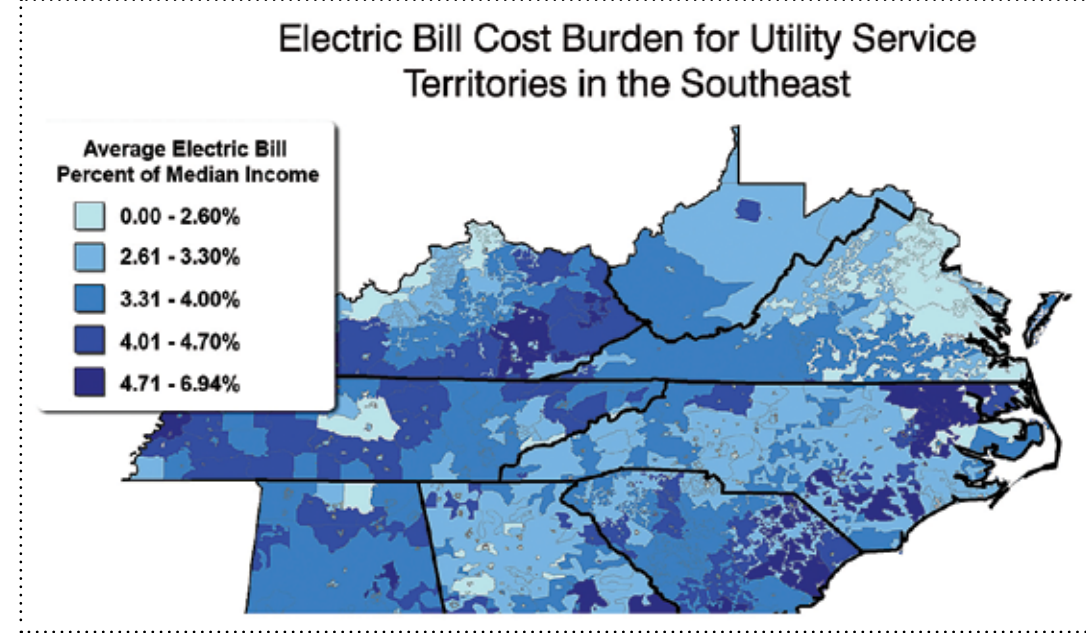 Electric Bill Cost Burden for Utility Service
Territories in the Southeast
Average Electric Bill
Percent of Median Income
0.00 - 2.60%
2.61 - 3.30%
3.31 - 4.00%
4.01 - 4.70%
4.71 - 6.94%